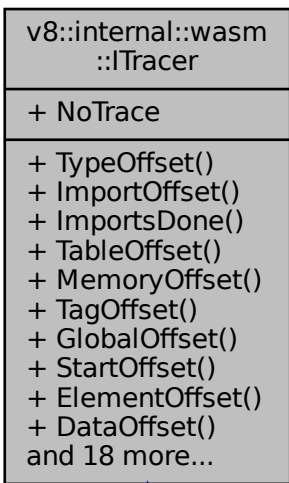 v8::internal::wasm
::ITracer
+ NoTrace
+ TypeOffset()
+ ImportOffset()
+ ImportsDone()
+ TableOffset()
+ MemoryOffset()
+ TagOffset()
+ GlobalOffset()
+ StartOffset()
+ ElementOffset()
+ DataOffset()
and 18 more...